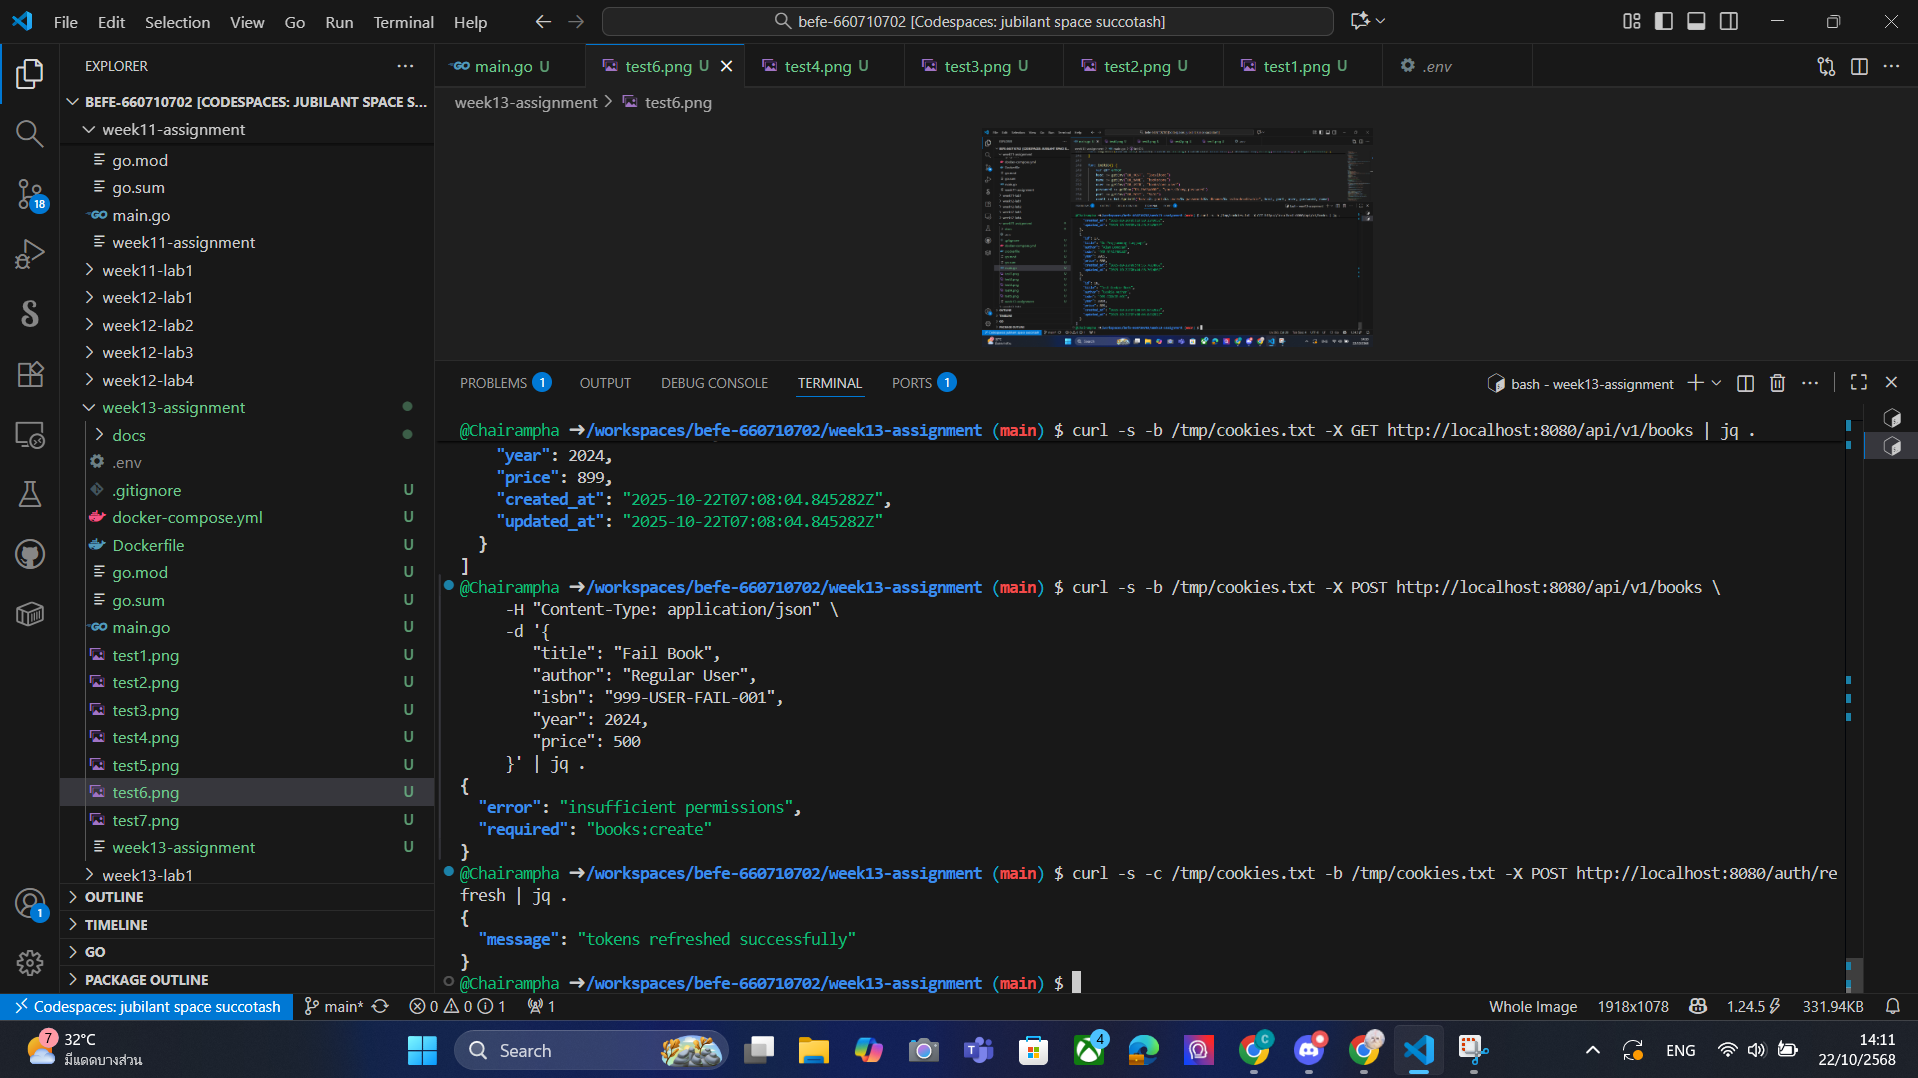 File Edit Selection View Go Run Terminal Help
befe-660710702 [Codespaces: jubilant space succotash]
EXPLORER
BEFE-660710702 [CODESPACES: JUBILANT SPACE S...
week11-assignment
go.mod
go.sum
main.go
week11-assignment
week11-lab1
week12-lab1
week12-lab2
week12-lab3
week12-lab4
week13-assignment
docs
.env
.gitignore U
docker-compose.yml U
Dockerfile U
go.mod U
go.sum U
main.go U
test1.png U
test2.png U
test3.png U
test4.png U
test5.png U
test6.png U
test7.png U
week13-assignment U
week13-lab1
OUTLINE
TIMELINE
GO
PACKAGE OUTLINE
18
1
main.go U
test6.png U
test4.png U
test3.png U
test2.png U
test1.png U
.env
week13-assignment > test6.png
PROBLEMS 1 OUTPUT DEBUG CONSOLE TERMINAL PORTS 1
bash - week13-assignment
@Chairampha ➜/workspaces/befe-660710702/week13-assignment (main) $ curl -s -b /tmp/cookies.txt -X GET http://localhost:8080/api/v1/books | jq .
"year": 2024,
"price": 899,
"created_at": "2025-10-22T07:08:04.845282Z",
"updated_at": "2025-10-22T07:08:04.845282Z"
}
]
@Chairampha ➜/workspaces/befe-660710702/week13-assignment (main) $ curl -s -b /tmp/cookies.txt -X POST http://localhost:8080/api/v1/books \
-H "Content-Type: application/json" \
-d '{
"title": "Fail Book",
"author": "Regular User",
"isbn": "999-USER-FAIL-001",
"year": 2024,
"price": 500
}' | jq .
{
"error": "insufficient permissions",
"required": "books:create"
}
@Chairampha ➜/workspaces/befe-660710702/week13-assignment (main) $ curl -s -c /tmp/cookies.txt -b /tmp/cookies.txt -X POST http://localhost:8080/auth/re
fresh | jq .
{
"message": "tokens refreshed successfully"
}
@Chairampha ➜/workspaces/befe-660710702/week13-assignment (main) $
Codespaces: jubilant space succotash main* 0 0 1 1
Whole Image 1918x1078 1.24.5 331.94KB
7 32°C
มีแดดบางส่วน
Search
4
ENG
14:11
22/10/2568